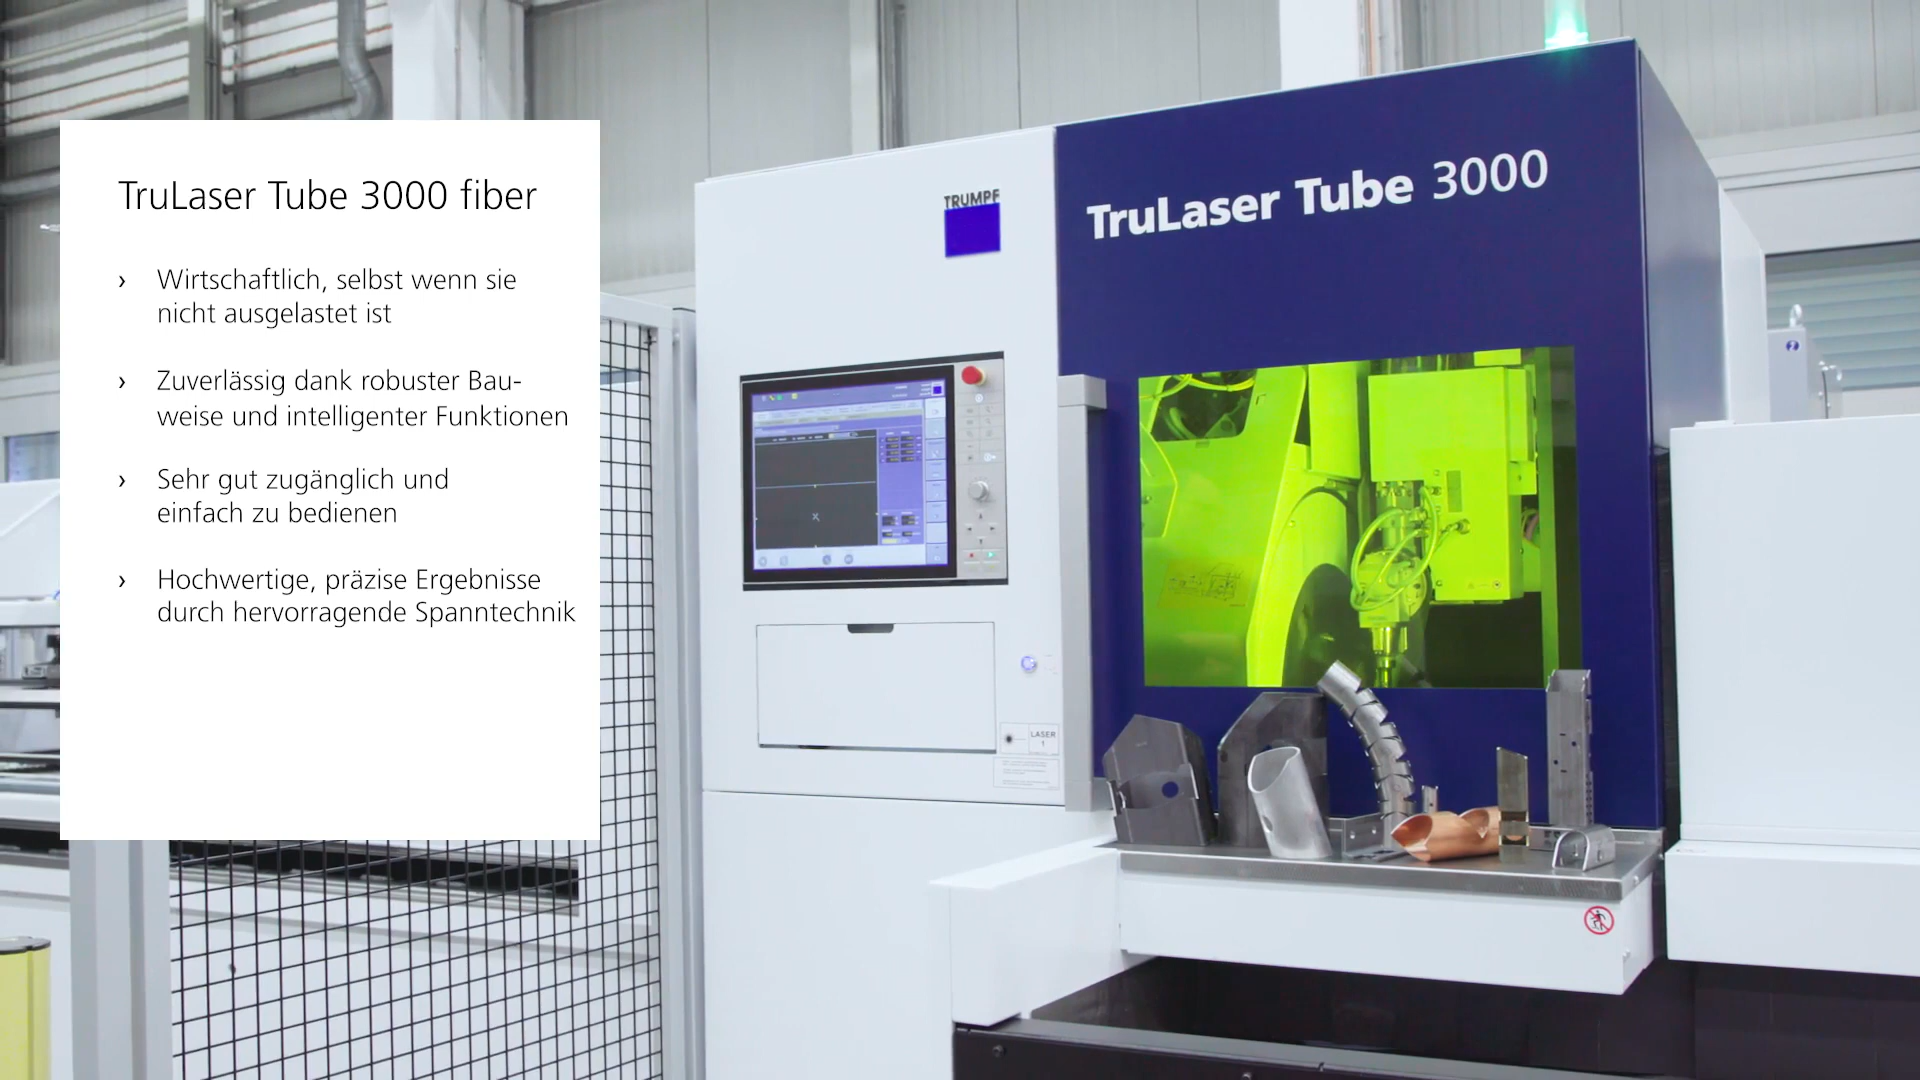 TruLaser Tube 3000 fiber
› Wirtschaftlich, selbst wenn sie
nicht ausgelastet ist
› Zuverlässig dank robuster Bau-
weise und intelligenter Funktionen
› Sehr gut zugänglich und
einfach zu bedienen
› Hochwertige, präzise Ergebnisse
durch hervorragende Spanntechnik
TRUMPF
TruLaser Tube 3000
LASER
1